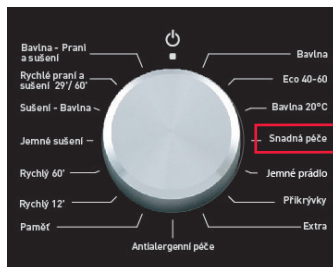 Bavlna - Praní
a sušení
Rychlé praní a
sušení 29'/ 60'
Sušení - Bavlna
Jemné sušení
Rychlý 60'
Rychlý 12'
Paměť
Antialergenní péče
Bavlna
Eco 40-60
Bavlna 20°C
Snadná péče
Jemné prádlo
Přikrývky
Extra